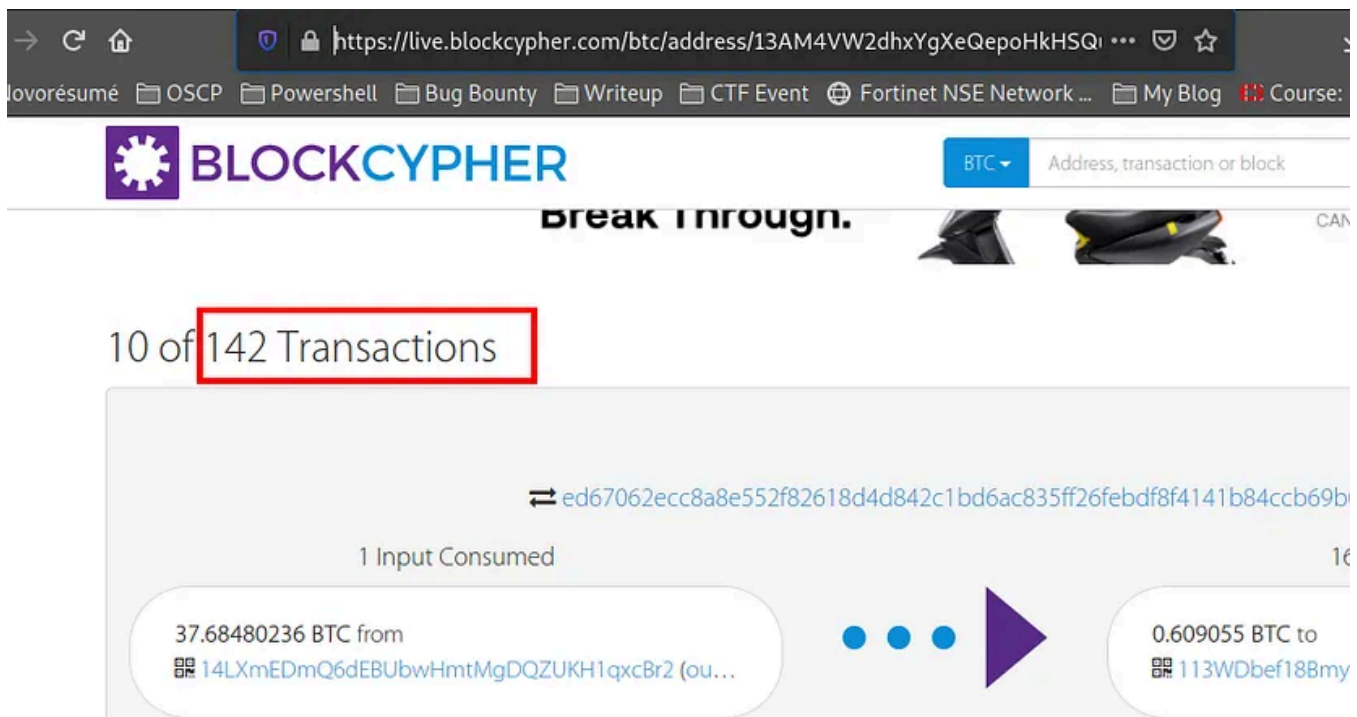 https://live.blockcypher.com/btc/address/13AM4VW2dhxYgXeQepoHkHSQ
Novorésumé OSCP Powershell Bug Bounty Writeup CTF Event Fortinet NSE Network ... My Blog Course:
BLOCKCYPHER
BTC Address, transaction or block
Break Through.
CAN
10 of 142 Transactions
ed67062ecc8a8e552f82618d4d842c1bd6ac835ff26febdf8f4141b84ccb69b
1 Input Consumed
16
37.68480236 BTC from
0.609055 BTC to
14LXmEDmQ6dEBUbwHmtMgDQZUKH1qxcBr2 (ou...
113WDbef18Bmy